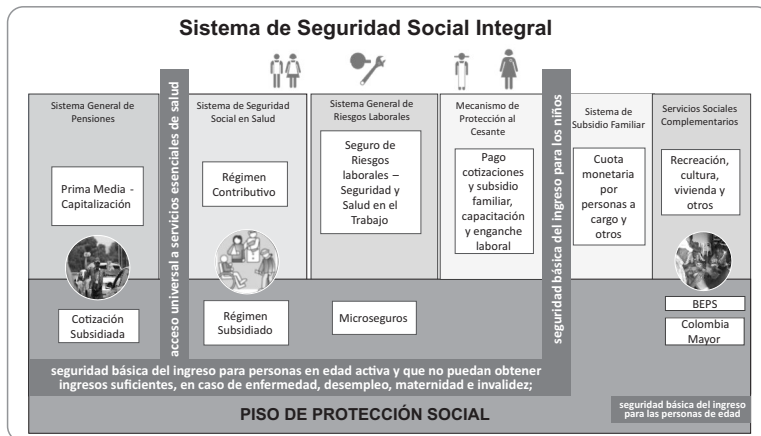 Sistema de Seguridad Social Integral
Sistema General de
Pensiones
Prima Media -
Capitalización
Cotización
Subsidiada
acceso universal a servicios esenciales de salud
Sistema de Seguridad
Social en Salud
Régimen
Contributivo
Régimen
Subsidiado
Sistema General de
Riesgos Laborales
Seguro de
Riesgos
laborales –
Seguridad y
Salud en el
Trabajo
Microseguros
Mecanismo de
Protección al
Cesante
Pago
cotizaciones
y subsidio
familiar,
capacitación
y enganche
laboral
seguridad básica del ingreso para los niños
Sistema de
Subsidio Familiar
Cuota
monetaria
por
personas a
cargo y
otros
Servicios Sociales
Complementarios
Recreación,
cultura,
vivienda y
otros
BEPS
Colombia
Mayor
seguridad básica del ingreso para personas en edad activa y que no puedan obtener
ingresos suficientes, en caso de enfermedad, desempleo, maternidad e invalidez;
PISO DE PROTECCIÓN SOCIAL
seguridad básica del ingreso
para las personas de edad